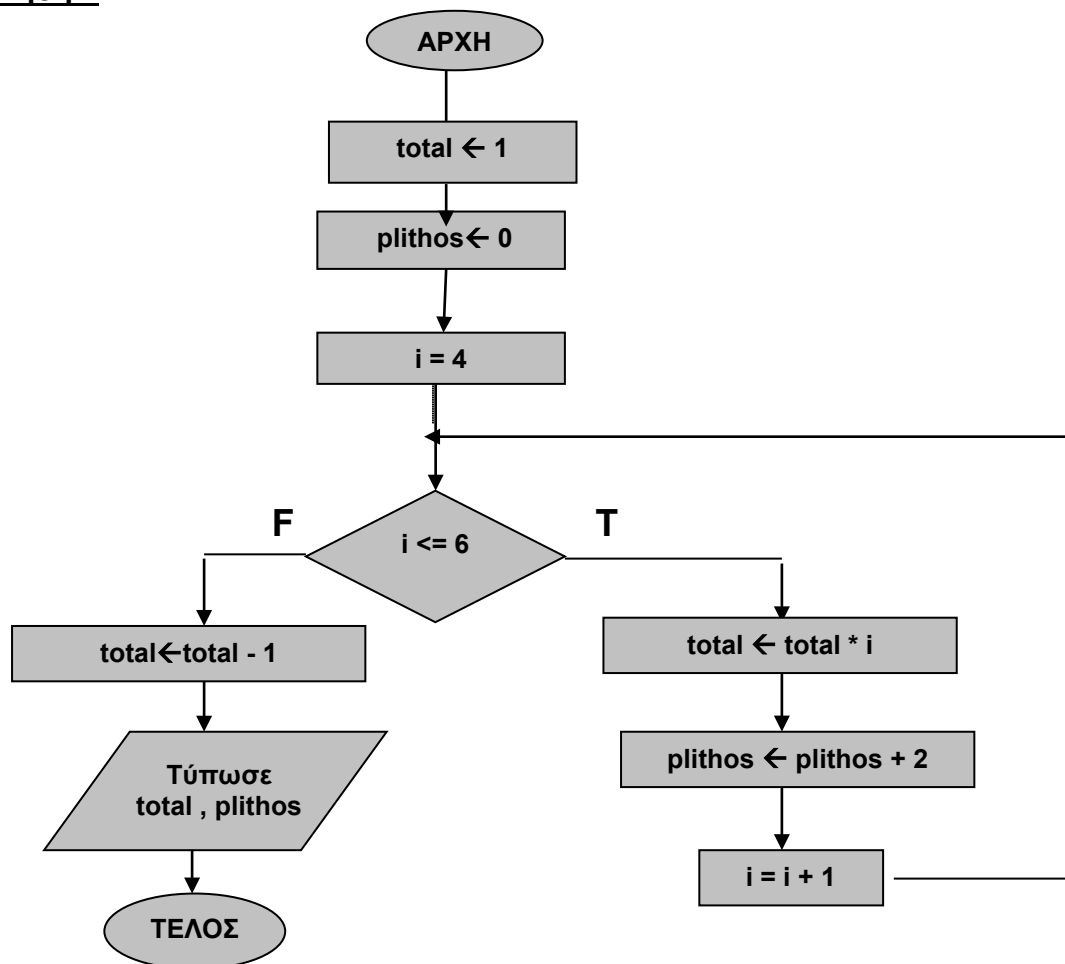 ΑΡΧΗ
total ← 1
plithos← 0
i = 4
F
T
i <= 6
total←total - 1
total ← total * i
plithos ← plithos + 2
Τύπωσε
total , plithos
i = i + 1
ΤΕΛΟΣ